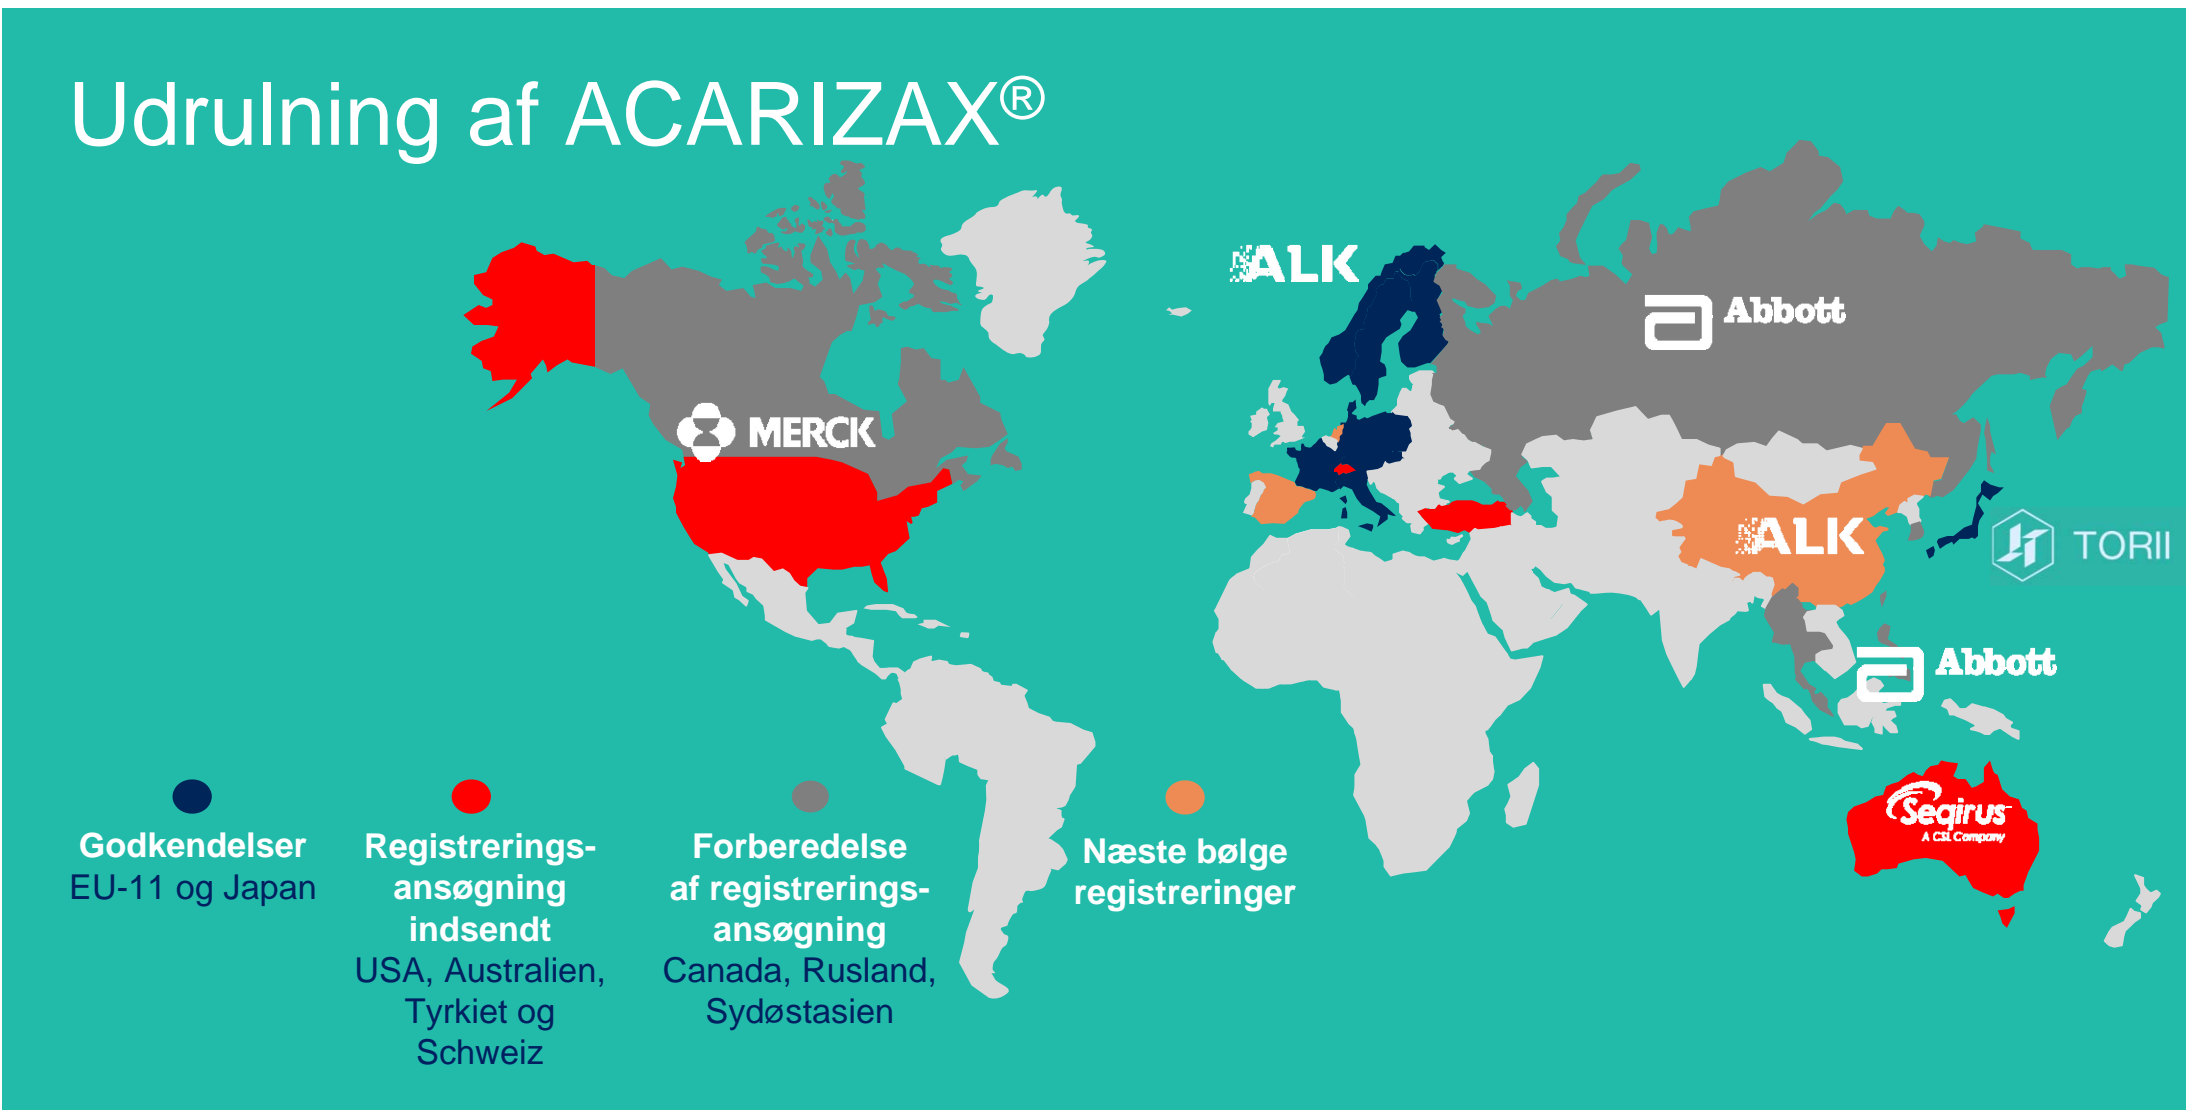 Udrulning af ACARIZAX®
ALK
Abbott
MERCK
ALK
TORII
Abbott
Seqirus
A CSL Company
Godkendelser
EU-11 og Japan
Registrerings-
ansøgning
indsendt
USA, Australien,
Tyrkiet og
Schweiz
Forberedelse
af registrerings-
ansøgning
Canada, Rusland,
Sydøstasien
Næste bølge
registreringer